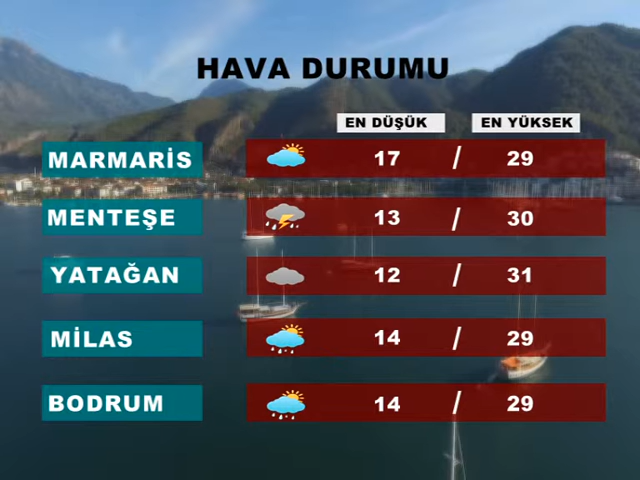 HAVA DURUMU
EN DÜŞÜK EN YÜKSEK
MARMARİS 17 / 29
MENTEŞE 13 / 30
YATAĞAN 12 / 31
MİLAS 14 / 29
BODRUM 14 / 29